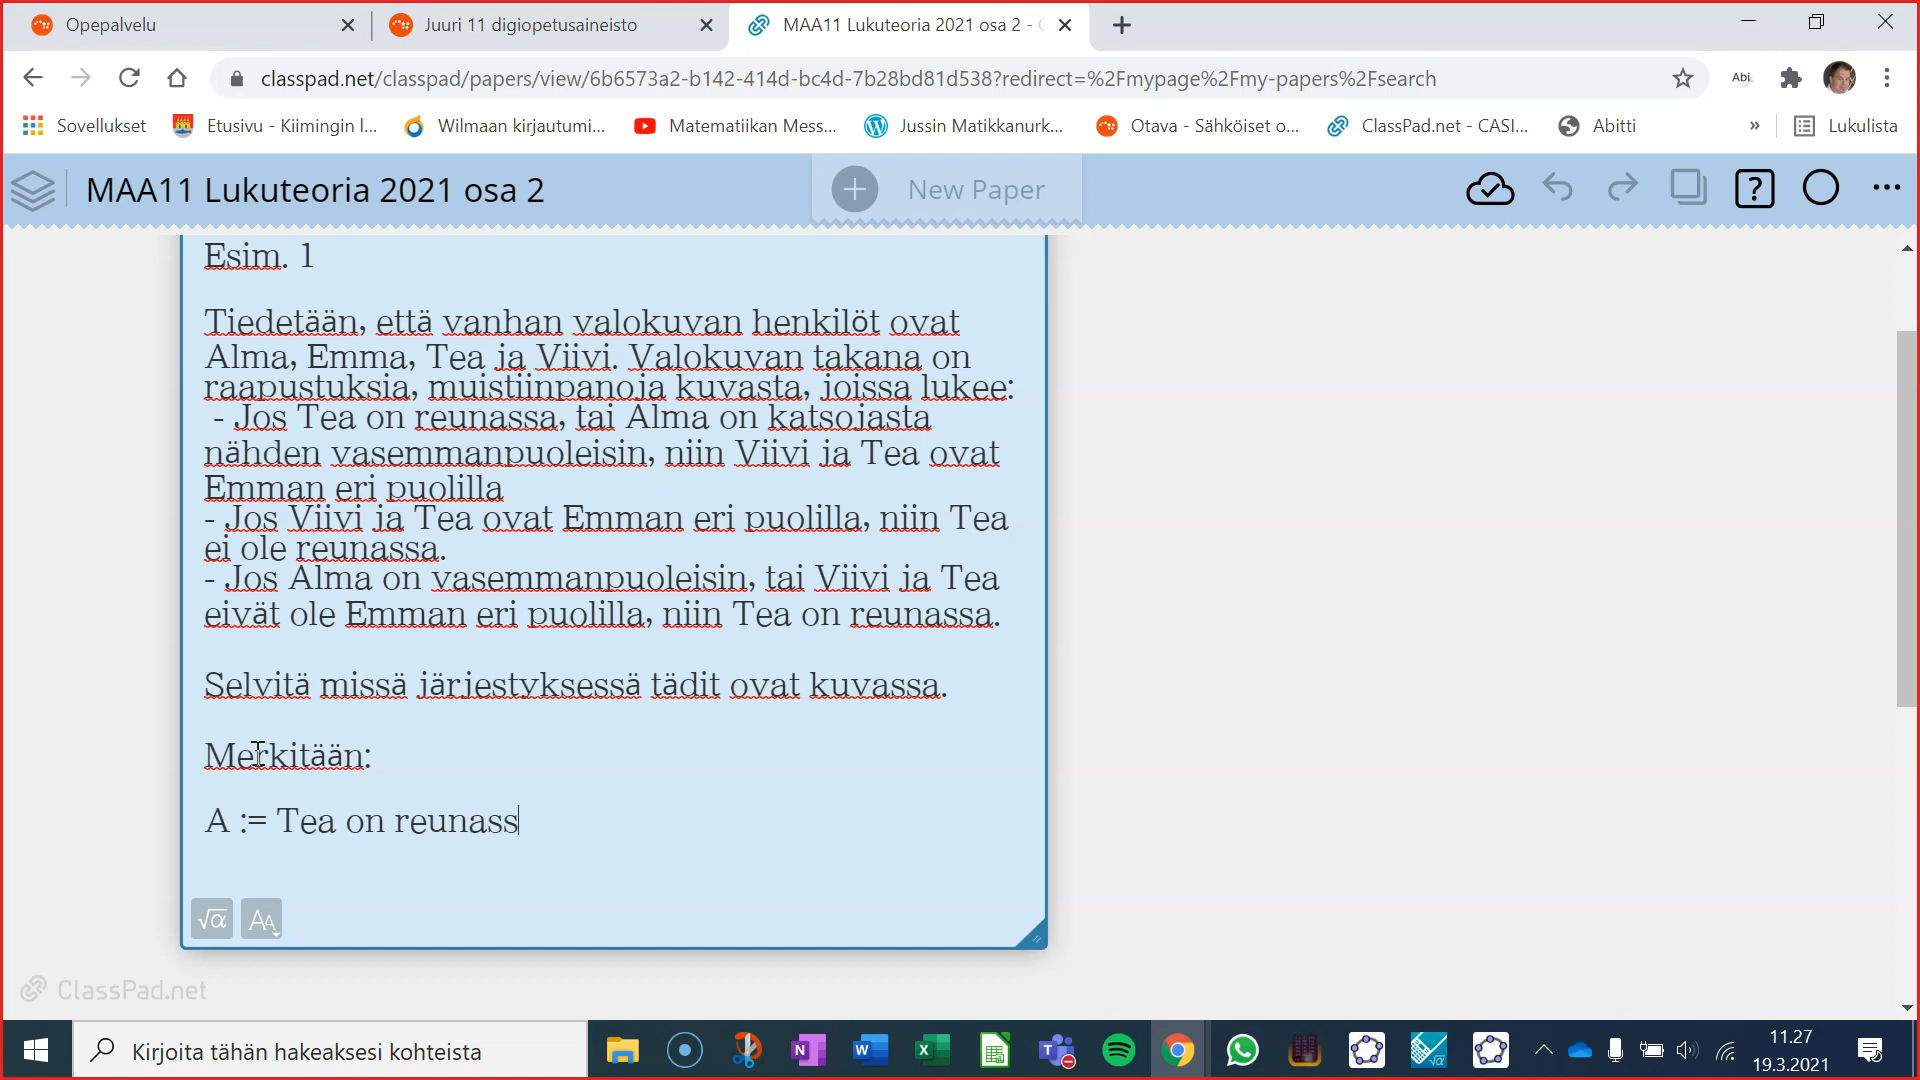 Opepalvelu
Juuri 11 digiopetusaineisto
MAA11 Lukuteoria 2021 osa 2 -
classpad.net/classpad/papers/view/6b6573a2-b142-414d-bc4d-7b28bd81d538?redirect=%2Fmypage%2Fmy-papers%2Fsearch
Abi
Sovellukset
Etusivu - Kiimingin l...
Wilmaan kirjautumi...
Matematiikan Mess...
Jussin Matikkanurk...
Otava - Sähköiset o...
ClassPad.net - CASI...
Abitti
»
Lukulista
MAA11 Lukuteoria 2021 osa 2
New Paper
Esim. 1
Tiedetään, että vanhan valokuvan henkilöt ovat
Alma, Emma, Tea ja Viivi. Valokuvan takana on
raapustuksia, muistiinpanoja kuvasta, joissa lukee:
- Jos Tea on reunassa, tai Alma on katsojasta
nähden vasemmanpuoleisin, niin Viivi ja Tea ovat
Emman eri puolilla
- Jos Viivi ja Tea ovat Emman eri puolilla, niin Tea
ei ole reunassa.
- Jos Alma on vasemmanpuoleisin, tai Viivi ja Tea
eivät ole Emman eri puolilla, niin Tea on reunassa.
Selvitä missä järjestyksessä tädit ovat kuvassa.
Merkitään:
A := Tea on reunass
√α AA
ClassPad.net
Kirjoita tähän hakeaksesi kohteista
11.27
19.3.2021